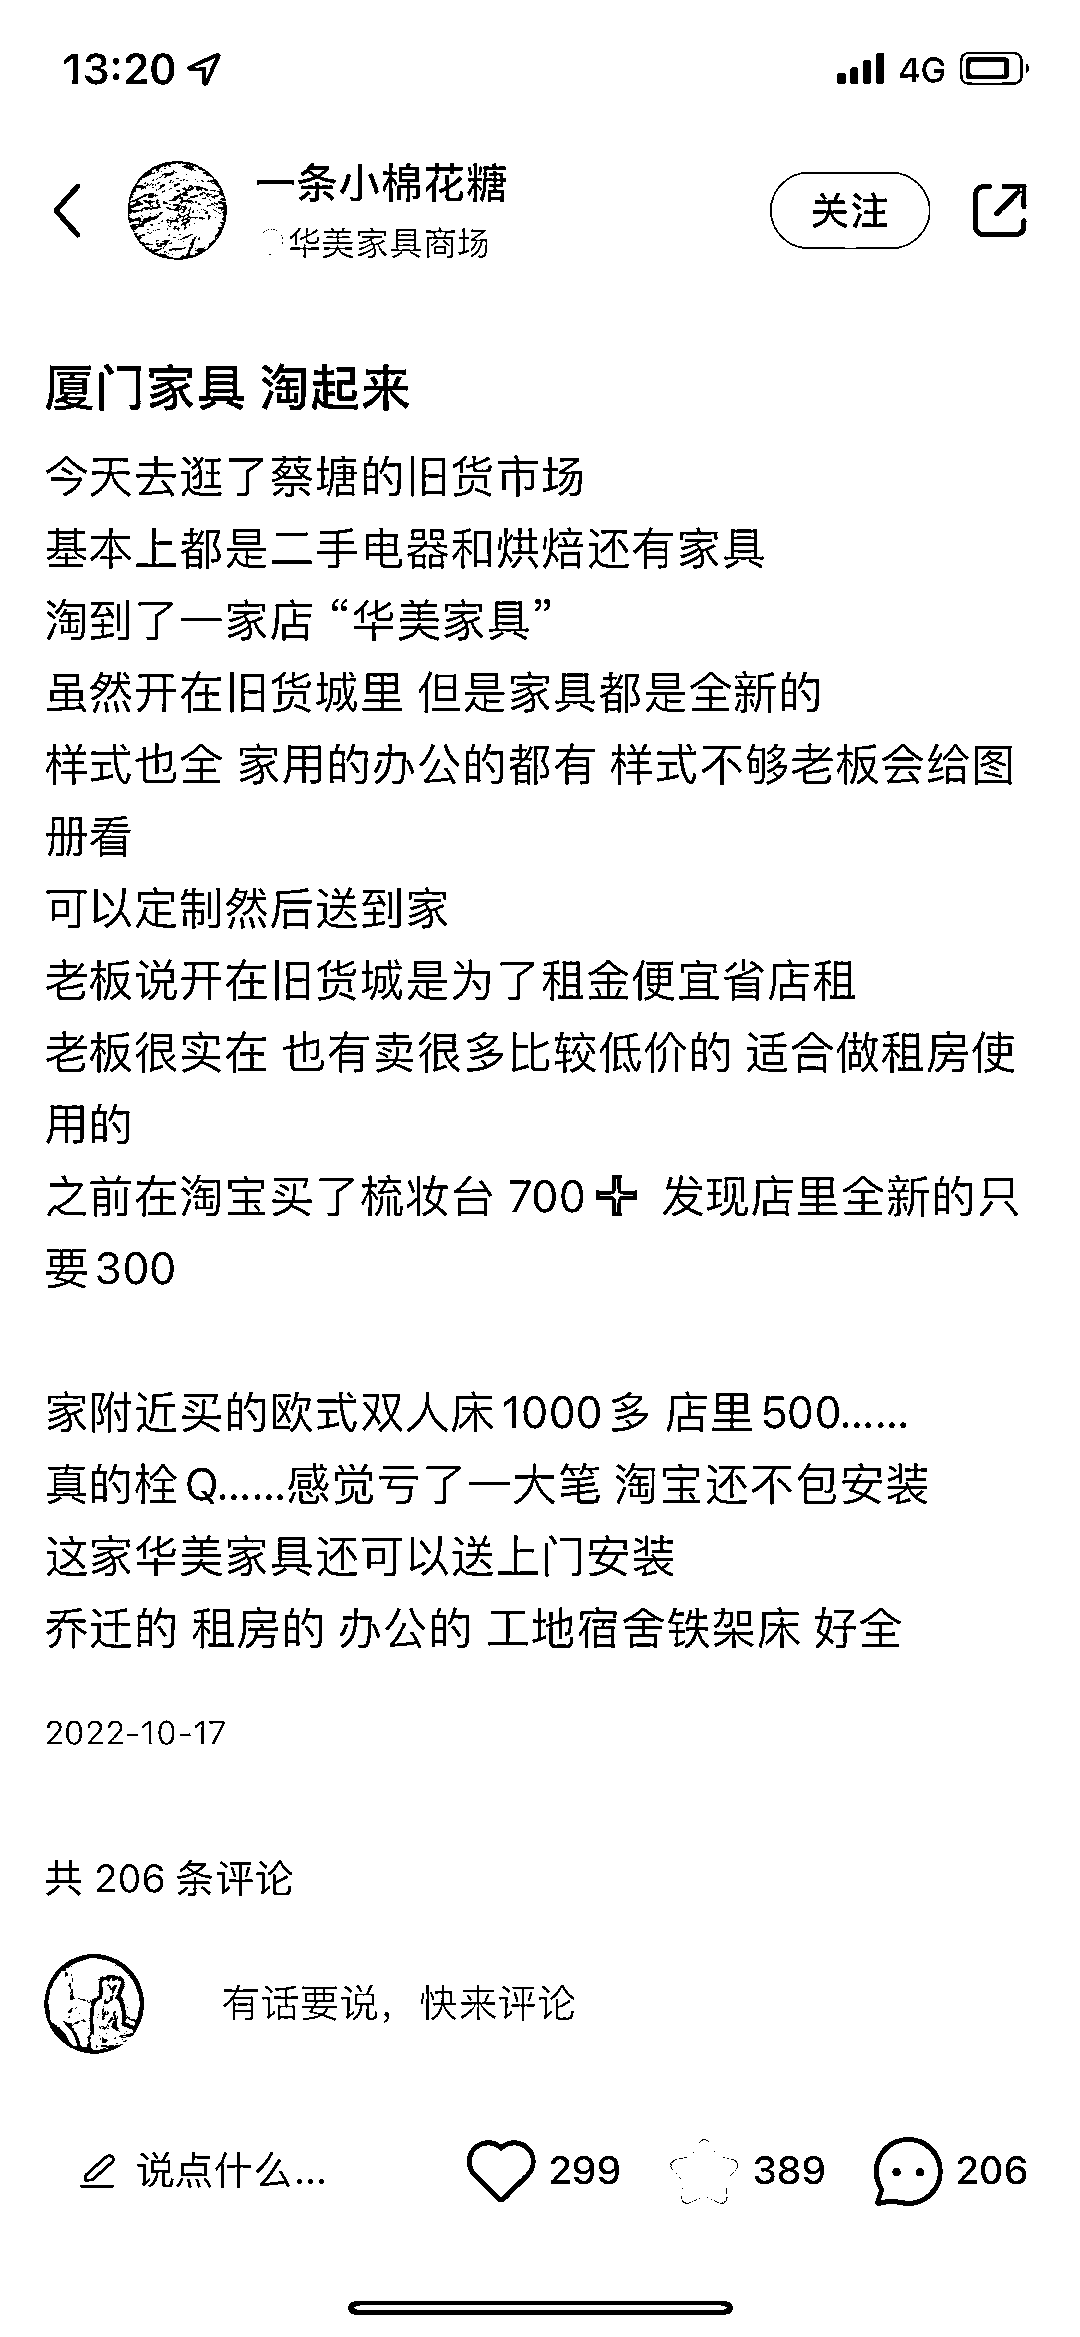 13:20
4G
一条小棉花糖
华美家具商场
关注
厦门家具 淘起来
今天去逛了蔡塘的旧货市场
基本上都是二手电器和烘焙还有家具
淘到了一家店 “华美家具”
虽然开在旧货城里 但是家具都是全新的
样式也全 家用的办公的都有 样式不够老板会给图
册看
可以定制然后送到家
老板说开在旧货城是为了租金便宜省店租
老板很实在 也有卖很多比较低价的 适合做租房使
用的
之前在淘宝买了梳妆台 700➕ 发现店里全新的只
要300
家附近买的欧式双人床1000多 店里500……
真的栓Q……感觉亏了一大笔 淘宝还不包安装
这家华美家具还可以送上门安装
乔迁的 租房的 办公的 工地宿舍铁架床 好全
2022-10-17
共 206 条评论
有话要说，快来评论
说点什么...
299
389
206